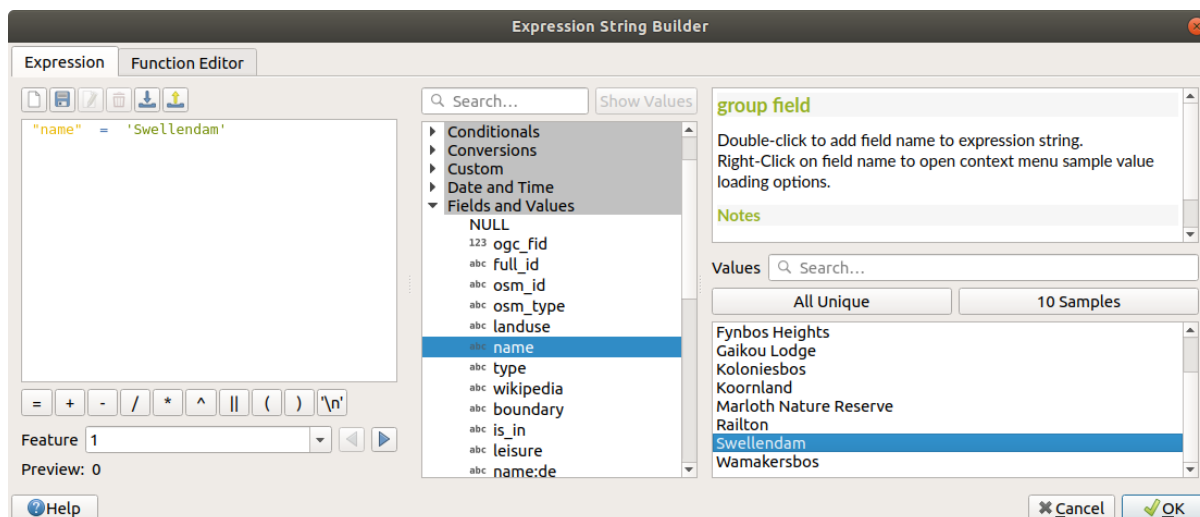 Expression String Builder
Expression Function Editor
"name" = 'Swellendam'
= + - / * ^ || ( ) '\n'
Feature 1
Preview: 0
Search... Show Values
Conditionals
Conversions
Custom
Date and Time
Fields and Values
NULL
123 ogc_fid
abc full_id
abc osm_id
abc osm_type
abc landuse
abc name
abc type
abc wikipedia
abc boundary
abc is_in
abc leisure
abc name:de
group field
Double-click to add field name to expression string.
Right-Click on field name to open context menu sample value
loading options.
Notes
Values Search...
All Unique 10 Samples
Fynbos Heights
Gaikou Lodge
Koloniesbos
Koornland
Marloth Nature Reserve
Railton
Swellendam
Wamakersbos
Help Cancel OK